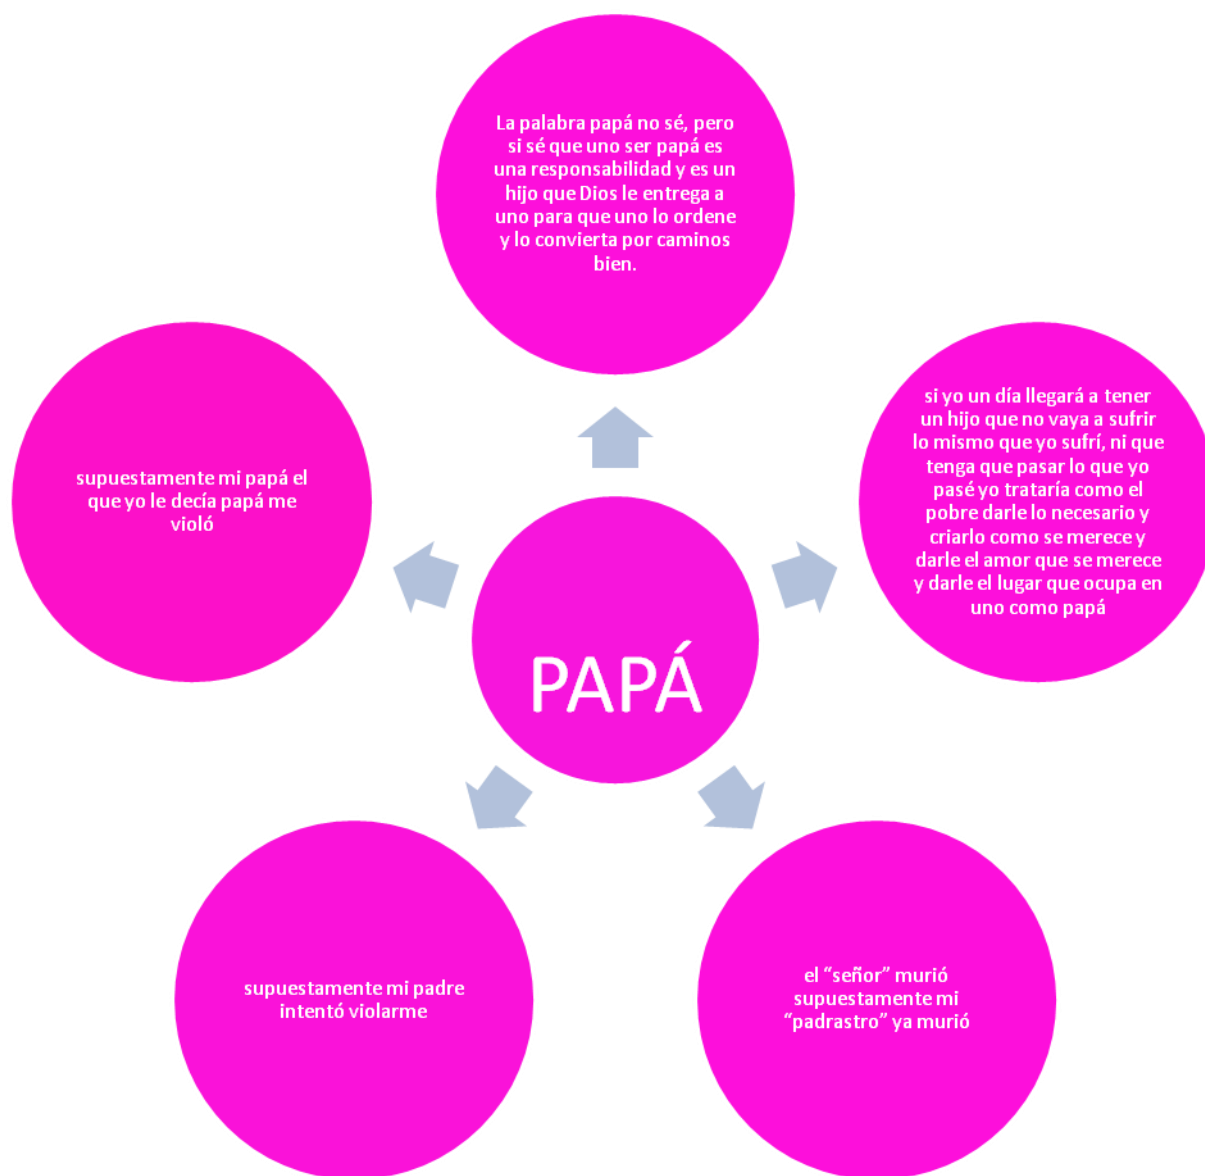 La palabra papá no sé, pero
si sé que uno ser papá es
una responsabilidad y es un
hijo que Dios le entrega a
uno para que uno lo ordene
y lo convierta por caminos
bien.
si yo un día llegará a tener
un hijo que no vaya a sufrir
lo mismo que yo sufrí, ni que
tenga que pasar lo que yo
pasé yo trataría como el
pobre darle lo necesario y
criarlo como se merece y
darle el amor que se merece
y darle el lugar que ocupa en
uno como papá
supuestamente mi papá el
que yo le decía papá me
violó
PAPÁ
supuestamente mi padre
intentó violarme
el “señor” murió
supuestamente mi
“padrastro” ya murió